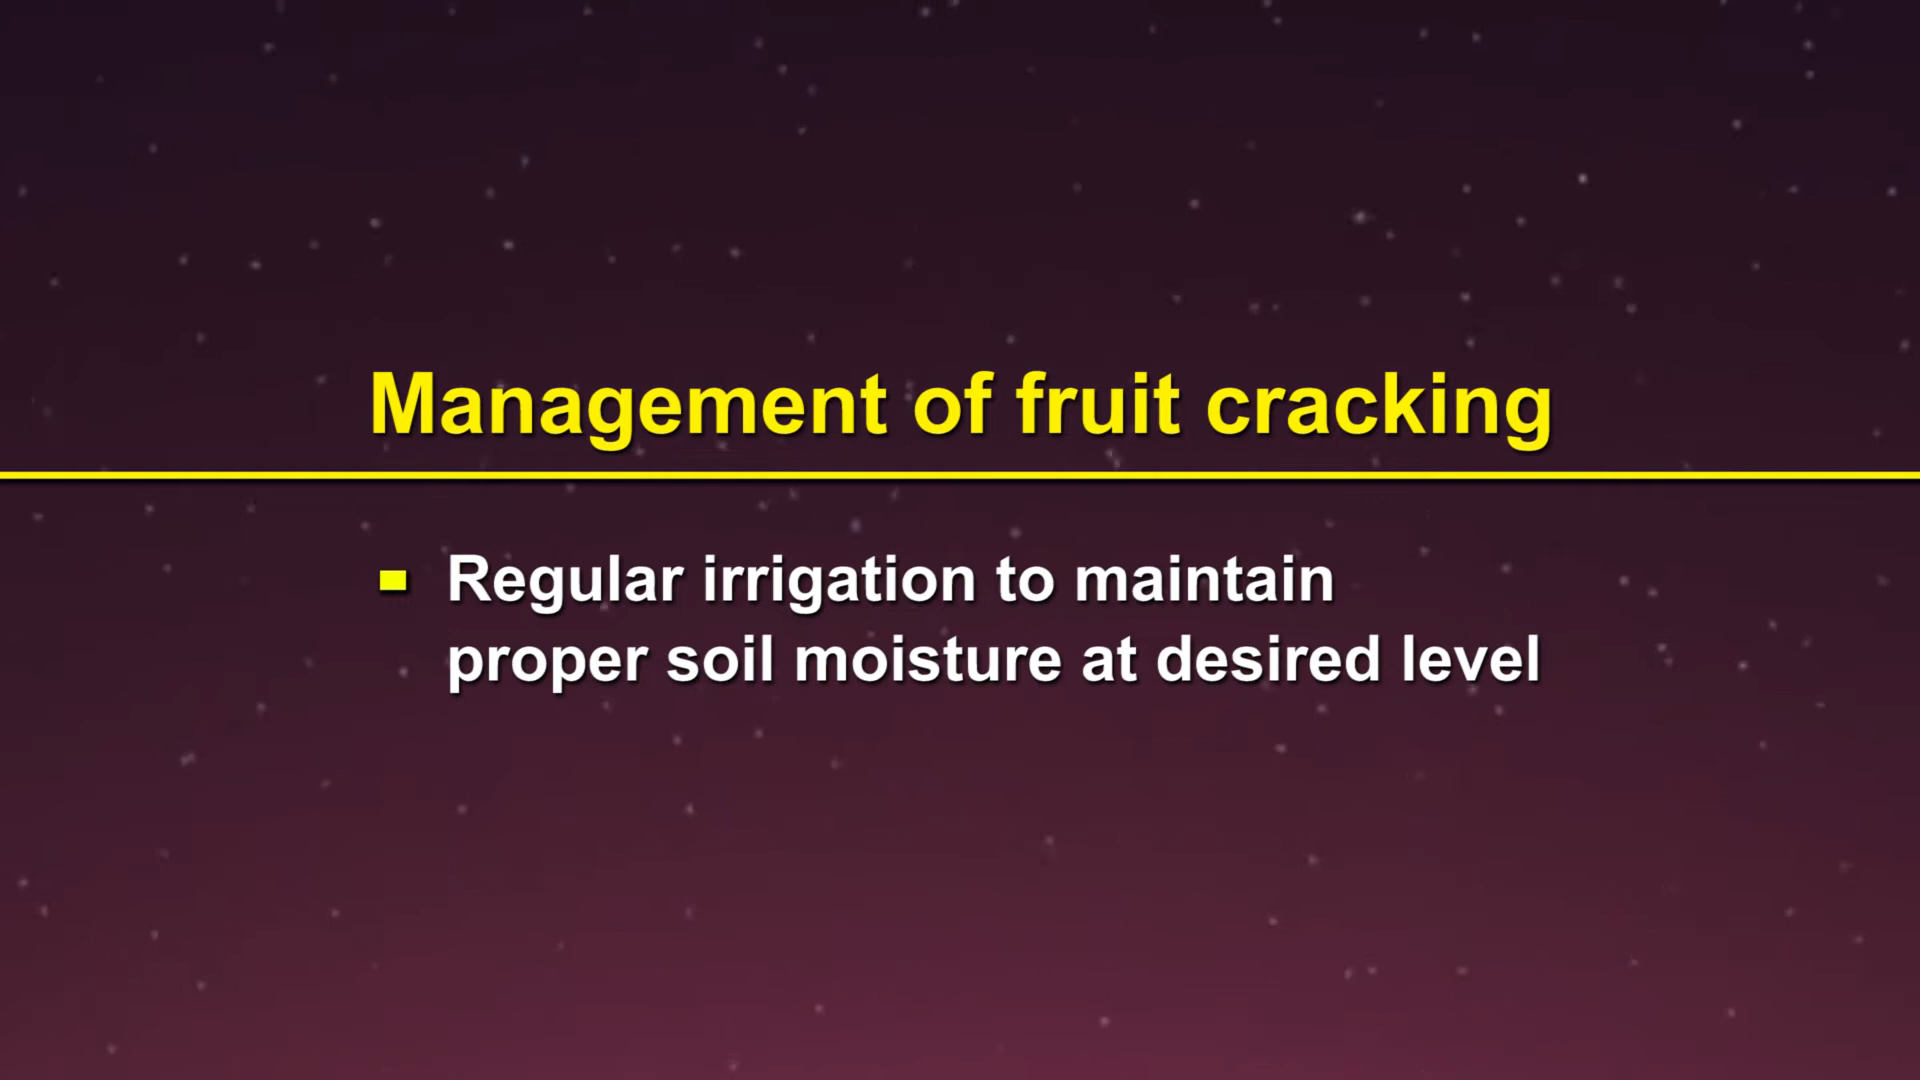 Management of fruit cracking
Regular irrigation to maintain
proper soil moisture at desired level